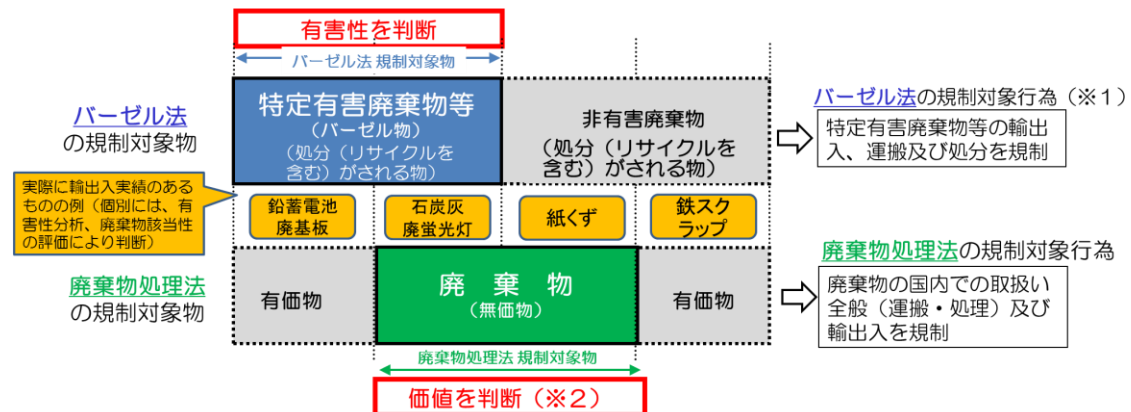 有害性を判断
バーゼル法 規制対象物
バーゼル法
の規制対象物
特定有害廃棄物等
（バーゼル物）
（処分（リサイクルを
含む）がされる物）
非有害廃棄物
（処分（リサイクルを
含む）がされる物）
バーゼル法の規制対象行為（※１）
特定有害廃棄物等の輸出
入、運搬及び処分を規制
実際に輸出入実績のある
ものの例（個別には、有
害性分析、廃棄物該当性
の評価により判断）
鉛蓄電池
廃基板
石炭灰
廃蛍光灯
紙くず
鉄スク
ラップ
廃棄物処理法
の規制対象物
有価物
廃 棄 物
（無価物）
有価物
廃棄物処理法の規制対象行為
廃棄物の国内での取扱い
全般（運搬・処理）及び
輸出入を規制
廃棄物処理法 規制対象物
価値を判断（※２）